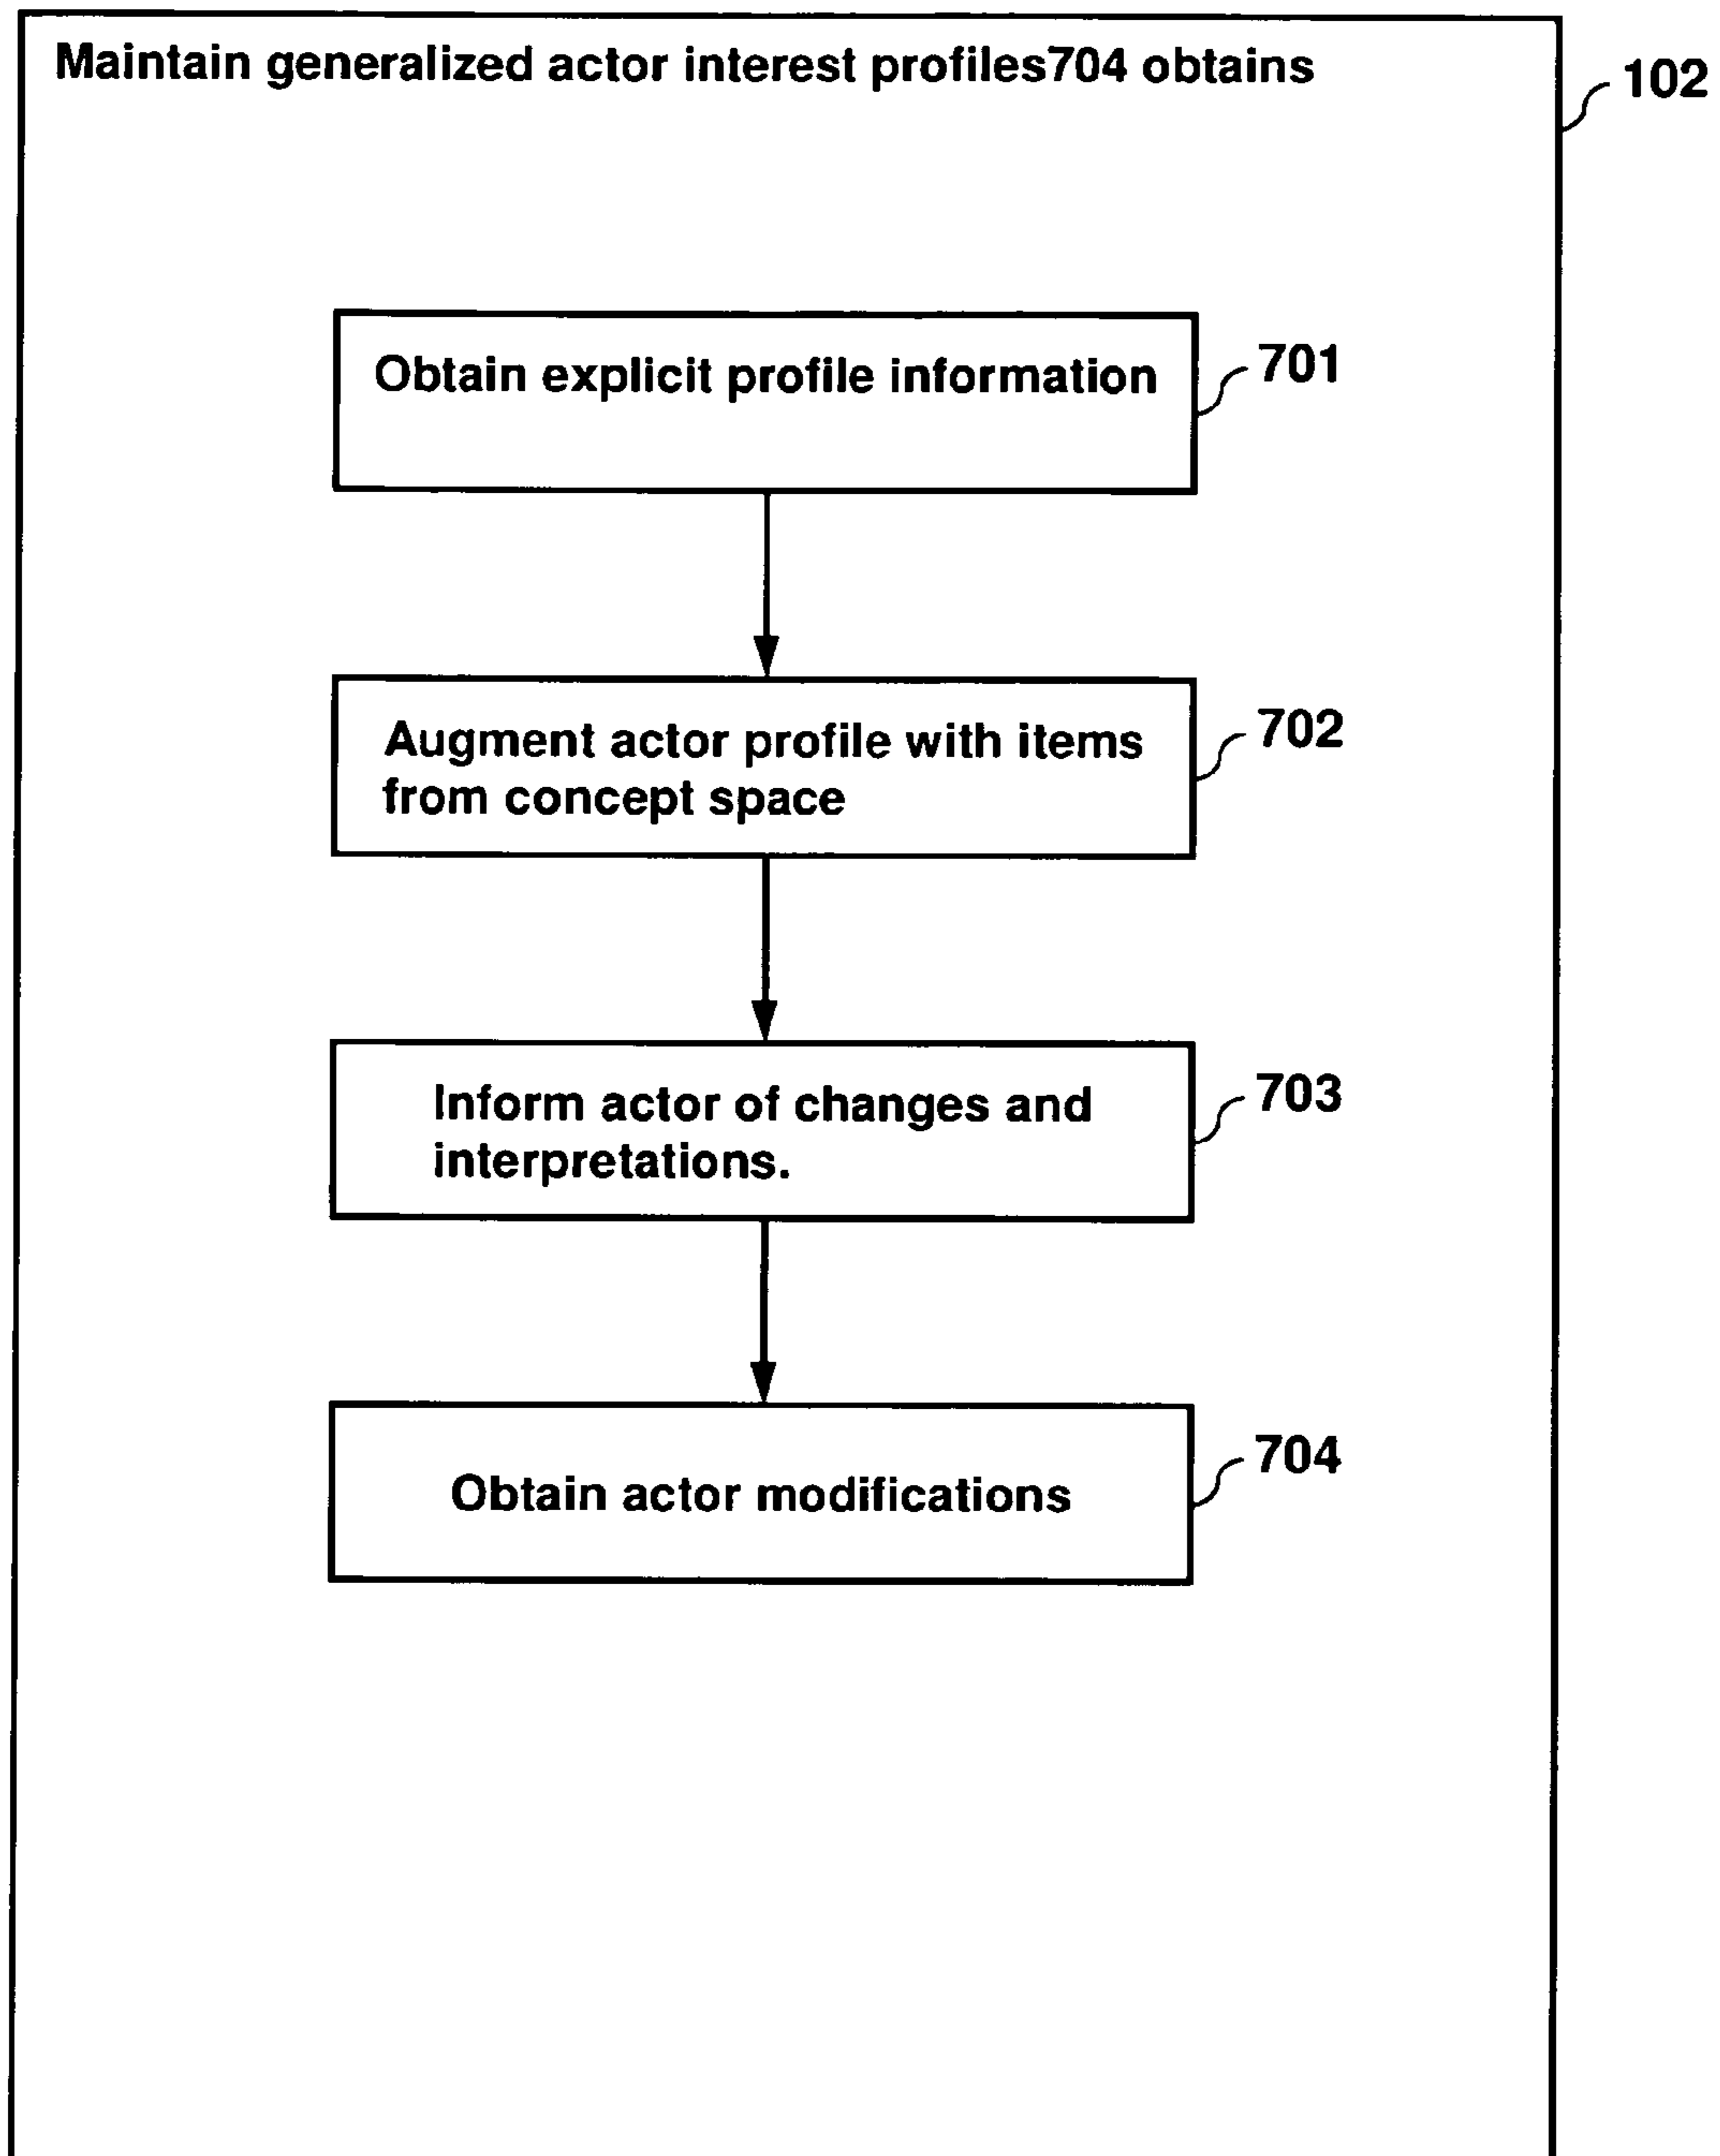 Maintain generalized actor interest profiles704 obtains
102
Obtain explicit profile information
701
Augment actor profile with items
from concept space
702
Inform actor of changes and
interpretations.
703
Obtain actor modifications
704